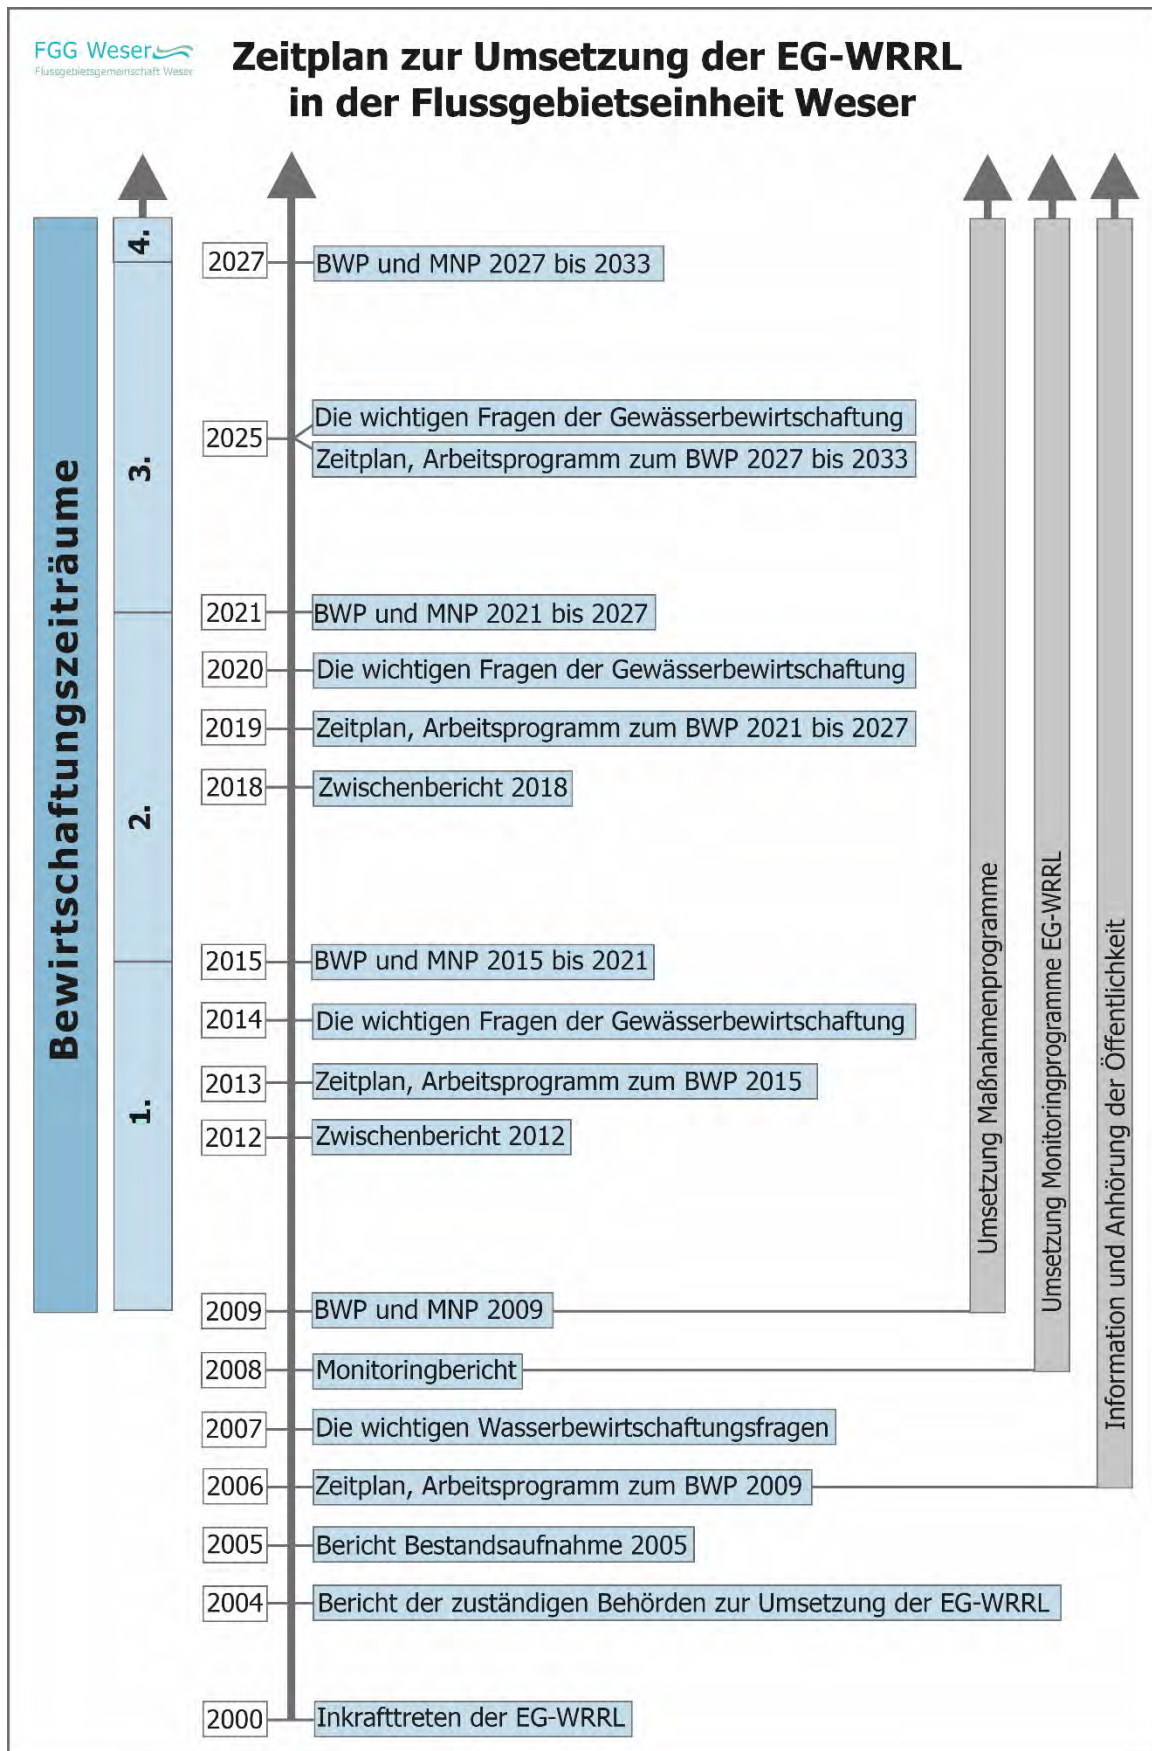 FGG Weser
Flussgebietsgemeinschaft Weser
Zeitplan zur Umsetzung der EG-WRRL
in der Flussgebietseinheit Weser
Bewirtschaftungszeiträume
4.
3.
2.
1.
2027 BWP und MNP 2027 bis 2033
2025
Die wichtigen Fragen der Gewässerbewirtschaftung
Zeitplan, Arbeitsprogramm zum BWP 2027 bis 2033
2021 BWP und MNP 2021 bis 2027
2020 Die wichtigen Fragen der Gewässerbewirtschaftung
2019 Zeitplan, Arbeitsprogramm zum BWP 2021 bis 2027
2018 Zwischenbericht 2018
2015 BWP und MNP 2015 bis 2021
2014 Die wichtigen Fragen der Gewässerbewirtschaftung
2013 Zeitplan, Arbeitsprogramm zum BWP 2015
2012 Zwischenbericht 2012
2009 BWP und MNP 2009
2008 Monitoringbericht
2007 Die wichtigen Wasserbewirtschaftungsfragen
2006 Zeitplan, Arbeitsprogramm zum BWP 2009
2005 Bericht Bestandsaufnahme 2005
2004 Bericht der zuständigen Behörden zur Umsetzung der EG-WRRL
2000 Inkrafttreten der EG-WRRL
Umsetzung Maßnahmenprogramme
Umsetzung Monitoringprogramme EG-WRRL
Information und Anhörung der Öffentlichkeit